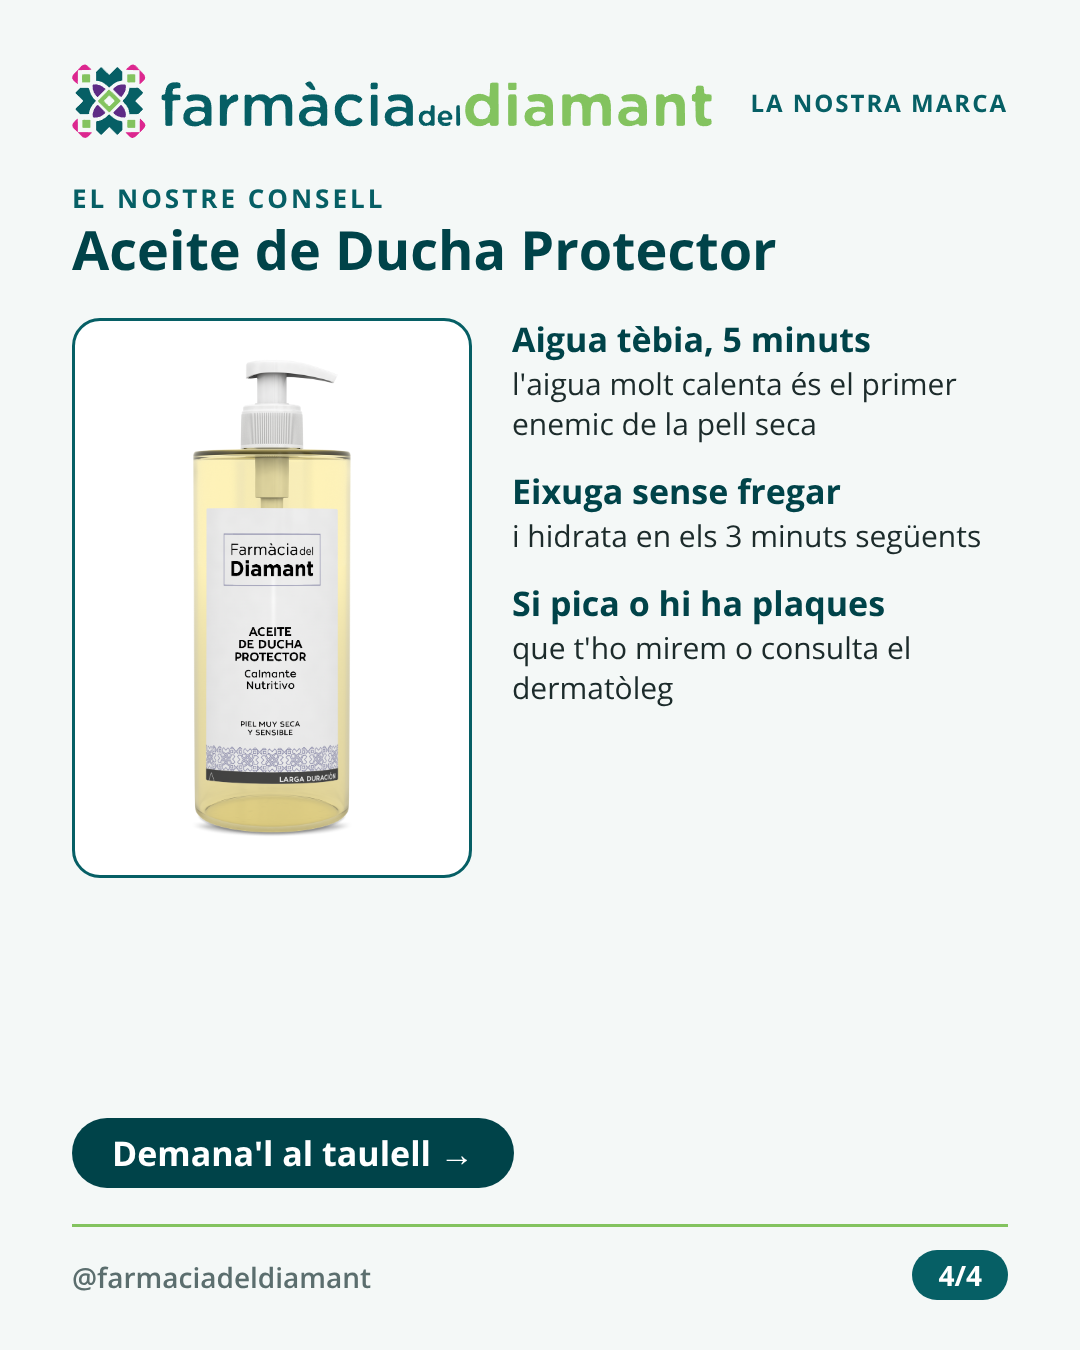 farmàciadeldiamant
LA NOSTRA MARCA
EL NOSTRE CONSELL
Aceite de Ducha Protector
Farmàcia del
Diamant
ACEITE
DE DUCHA
PROTECTOR
Calmante
Nutritivo
PIEL MUY SECA
Y SENSIBLE
LARGA DURACIÓN
Aigua tèbia, 5 minuts
l'aigua molt calenta és el primer
enemic de la pell seca
Eixuga sense fregar
i hidrata en els 3 minuts següents
Si pica o hi ha plaques
que t'ho mirem o consulta el
dermatòleg
Demana'l al taulell →
@farmaciadeldiamant
4/4